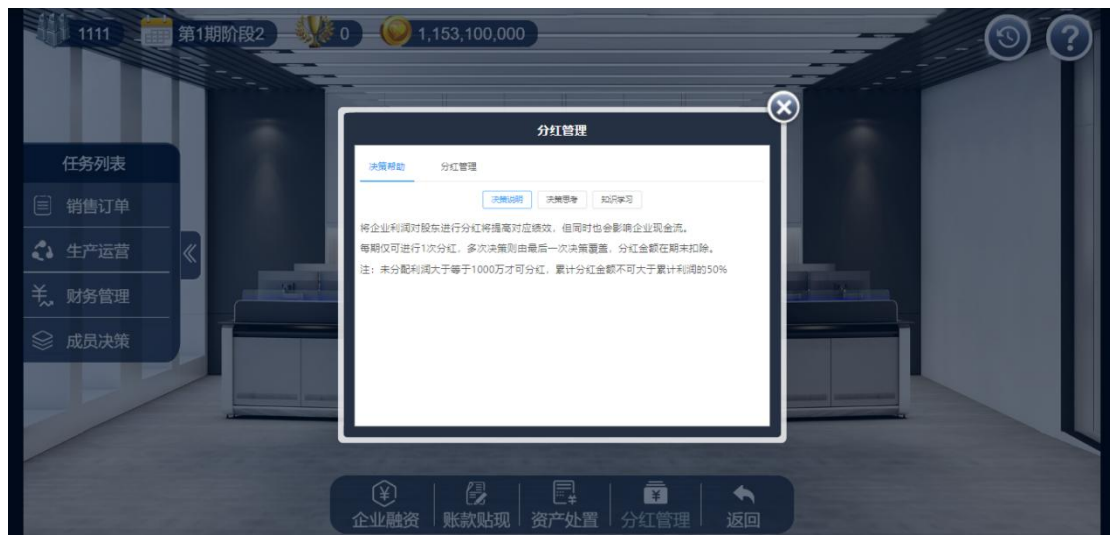 1111
第1期阶段2
0
1,153,100,000
?
分红管理
任务列表
决策帮助
分红管理
决策说明
决策思考
知识学习
销售订单
将企业利润对股东进行分红将提高对应绩效，但同时也会影响企业现金流。
生产运营
每期仅可进行1次分红，多次决策则由最后一次决策覆盖，分红金额在期末扣除。
注：未分配利润大于等于1000万才可分红，累计分红金额不可大于累计利润的50%
财务管理
成员决策
企业融资
账款贴现
资产处置
分红管理
返回